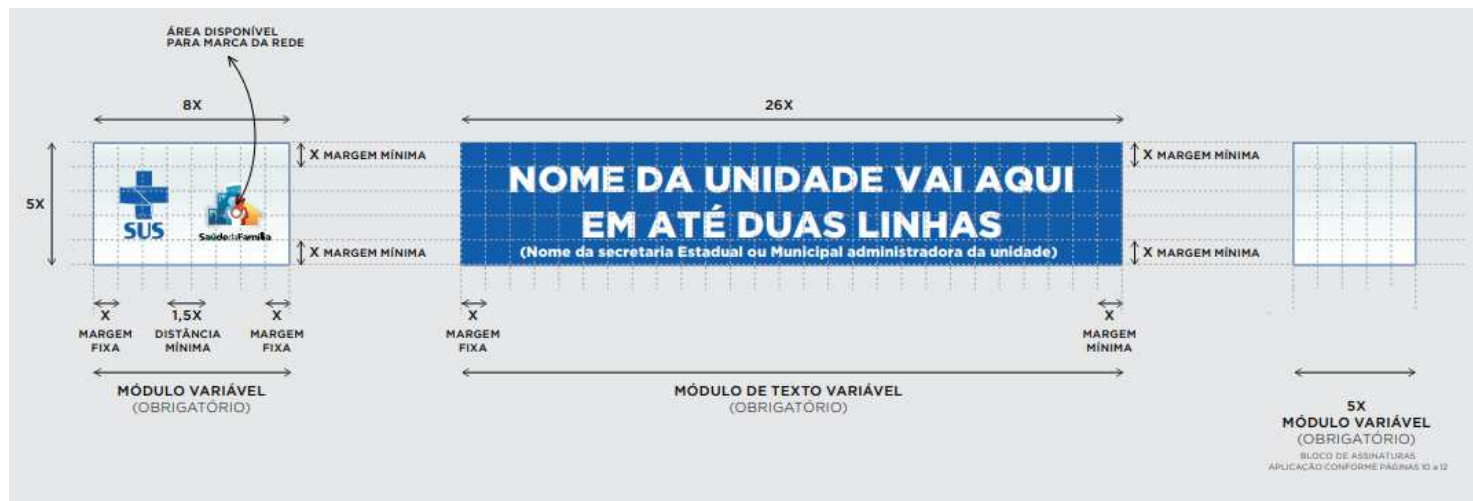 ÁREA DISPONÍVEL
PARA MARCA DA REDE
8X
26X
5X
X MARGEM MÍNIMA
X MARGEM MÍNIMA
SUS
SaúdedaFamília
NOME DA UNIDADE VAI AQUI
EM ATÉ DUAS LINHAS
(Nome da secretaria Estadual ou Municipal administradora da unidade)
X MARGEM MÍNIMA
X MARGEM MÍNIMA
X
MARGEM
FIXA
1,5X
DISTÂNCIA
MÍNIMA
X
MARGEM
FIXA
X
MARGEM
FIXA
X
MARGEM
MÍNIMA
MÓDULO VARIÁVEL
(OBRIGATÓRIO)
MÓDULO DE TEXTO VARIÁVEL
(OBRIGATÓRIO)
5X
MÓDULO VARIÁVEL
(OBRIGATÓRIO)
BLOCO DE ASSINATURAS
APLICAÇÃO CONFORME PÁGINAS 10 a 12